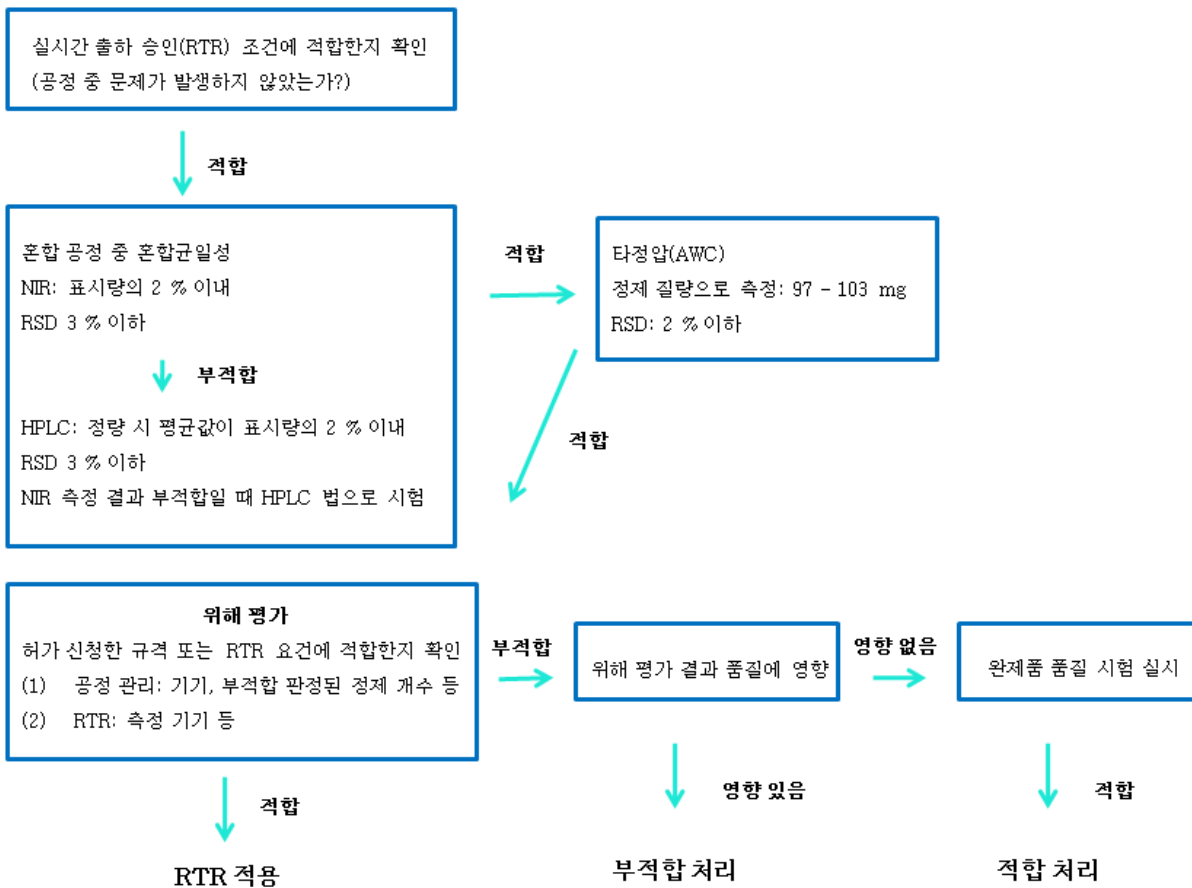 실시간 출하 승인(RTR) 조건에 적합한지 확인
(공정 중 문제가 발생하지 않았는가?)
적합
혼합 공정 중 혼합균일성
NIR: 표시량의 2 % 이내
RSD 3 % 이하
부적합
HPLC: 정량 시 평균값이 표시량의 2 % 이내
RSD 3 % 이하
NIR 측정 결과 부적합일 때 HPLC 법으로 시험
적합
타정압(AWC)
정제 질량으로 측정: 97 - 103 mg
RSD: 2 % 이하
적합
위해 평가
허가 신청한 규격 또는 RTR 요건에 적합한지 확인
(1) 공정 관리: 기기, 부적합 판정된 정제 개수 등
(2) RTR: 측정 기기 등
부적합
위해 평가 결과 품질에 영향
영향 없음
완제품 품질 시험 실시
적합
영향 있음
적합
RTR 적용
부적합 처리
적합 처리